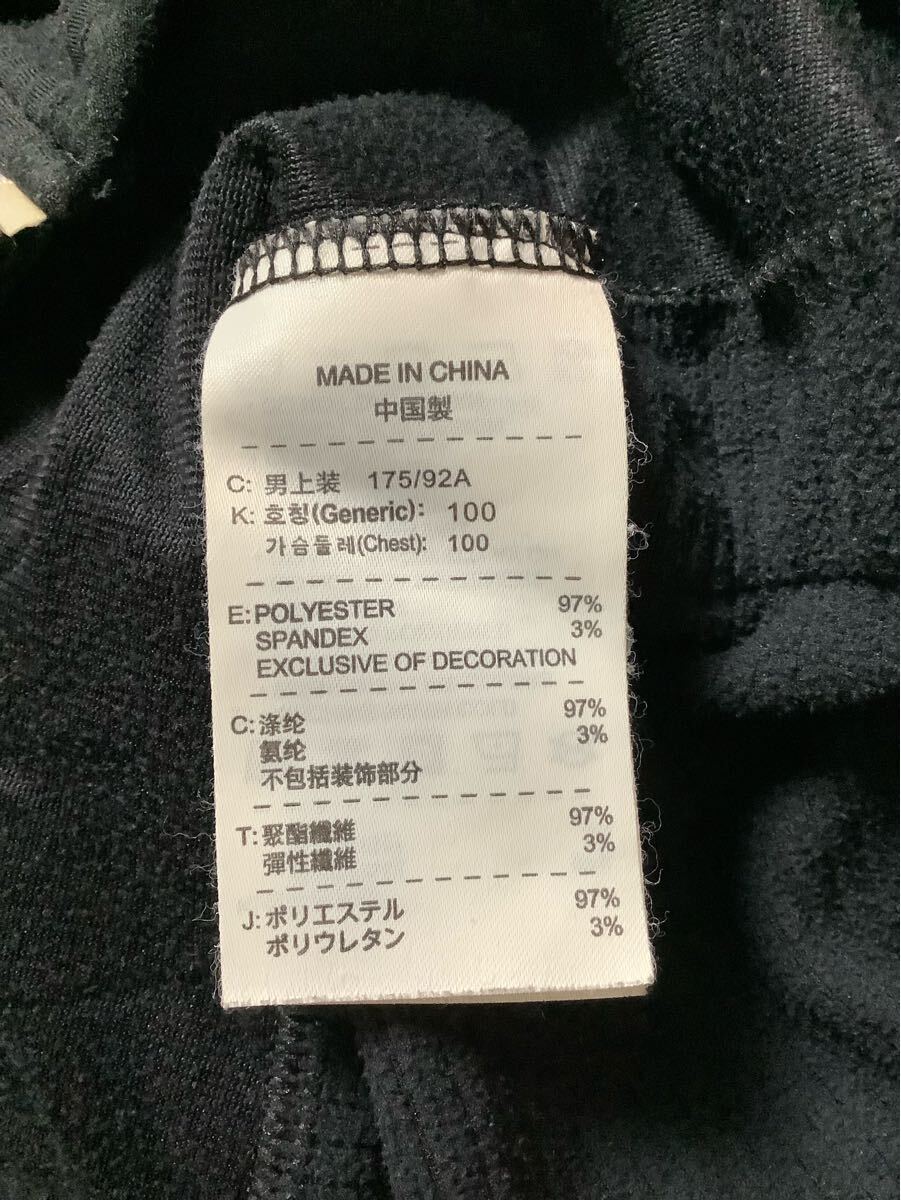 MADE IN CHINA
中国製
C: 男上装 175/92A
K: 호칭(Generic): 100
가슴둘레(Chest): 100
E: POLYESTER 97%
SPANDEX 3%
EXCLUSIVE OF DECORATION
C: 涤纶 97%
氨纶 3%
不包括装饰部分
T: 聚酯纖維 97%
彈性纖維 3%
J: ポリエステル 97%
ポリウレタン 3%